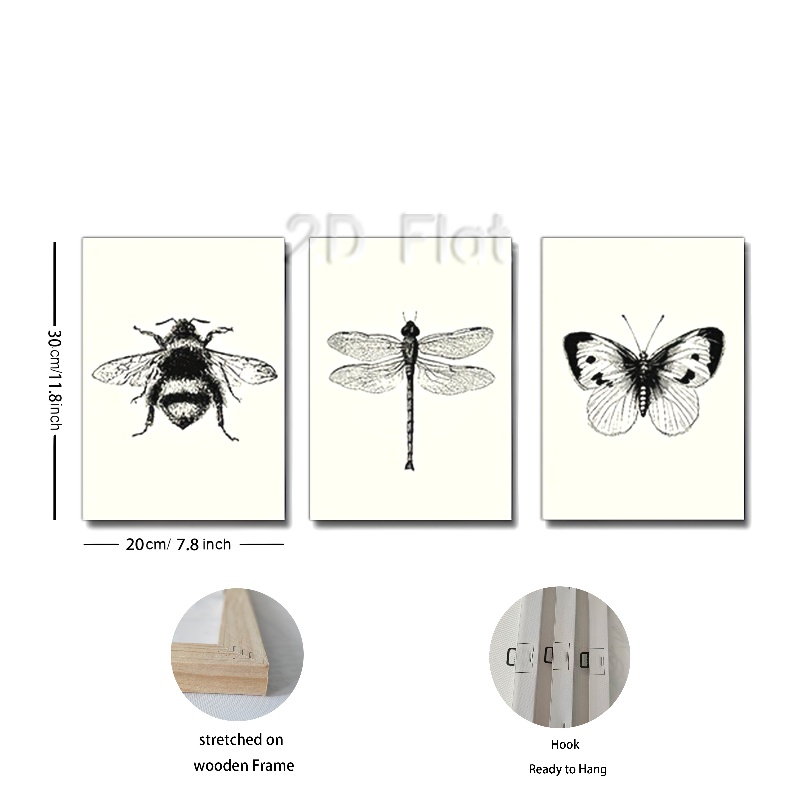 2D Flat
30cm/11.8inch
20cm/ 7.8 inch
stretched on
wooden Frame
Hook
Ready to Hang